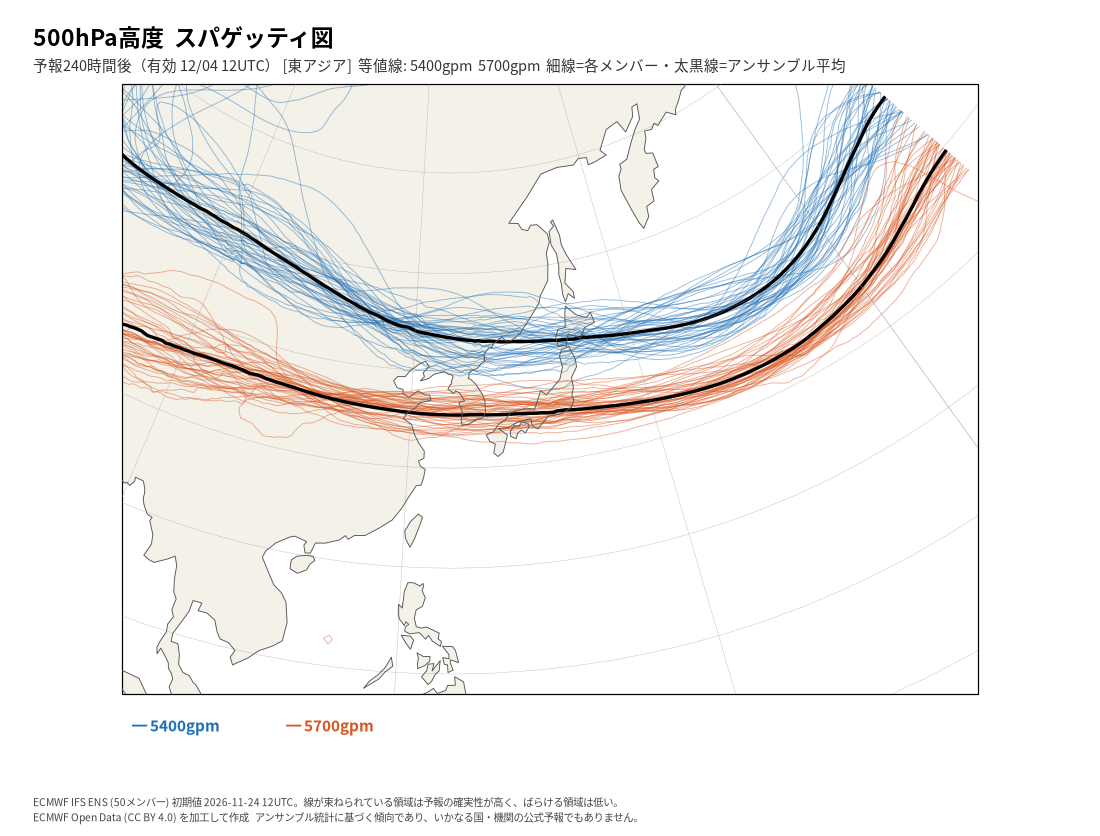 500hPa高度 スパゲッティ図
予報240時間後（有効 12/04 12UTC） [東アジア] 等値線: 5400gpm 5700gpm 細線=各メンバー・太黒線=アンサンブル平均
5400gpm 5700gpm
ECMWF IFS ENS (50メンバー) 初期値 2026-11-24 12UTC。線が束ねられている領域は予報の確実性が高く、ばらける領域は低い。
ECMWF Open Data (CC BY 4.0) を加工して作成 アンサンブル統計に基づく傾向であり、いかなる国・機関の公式予報でもありません。